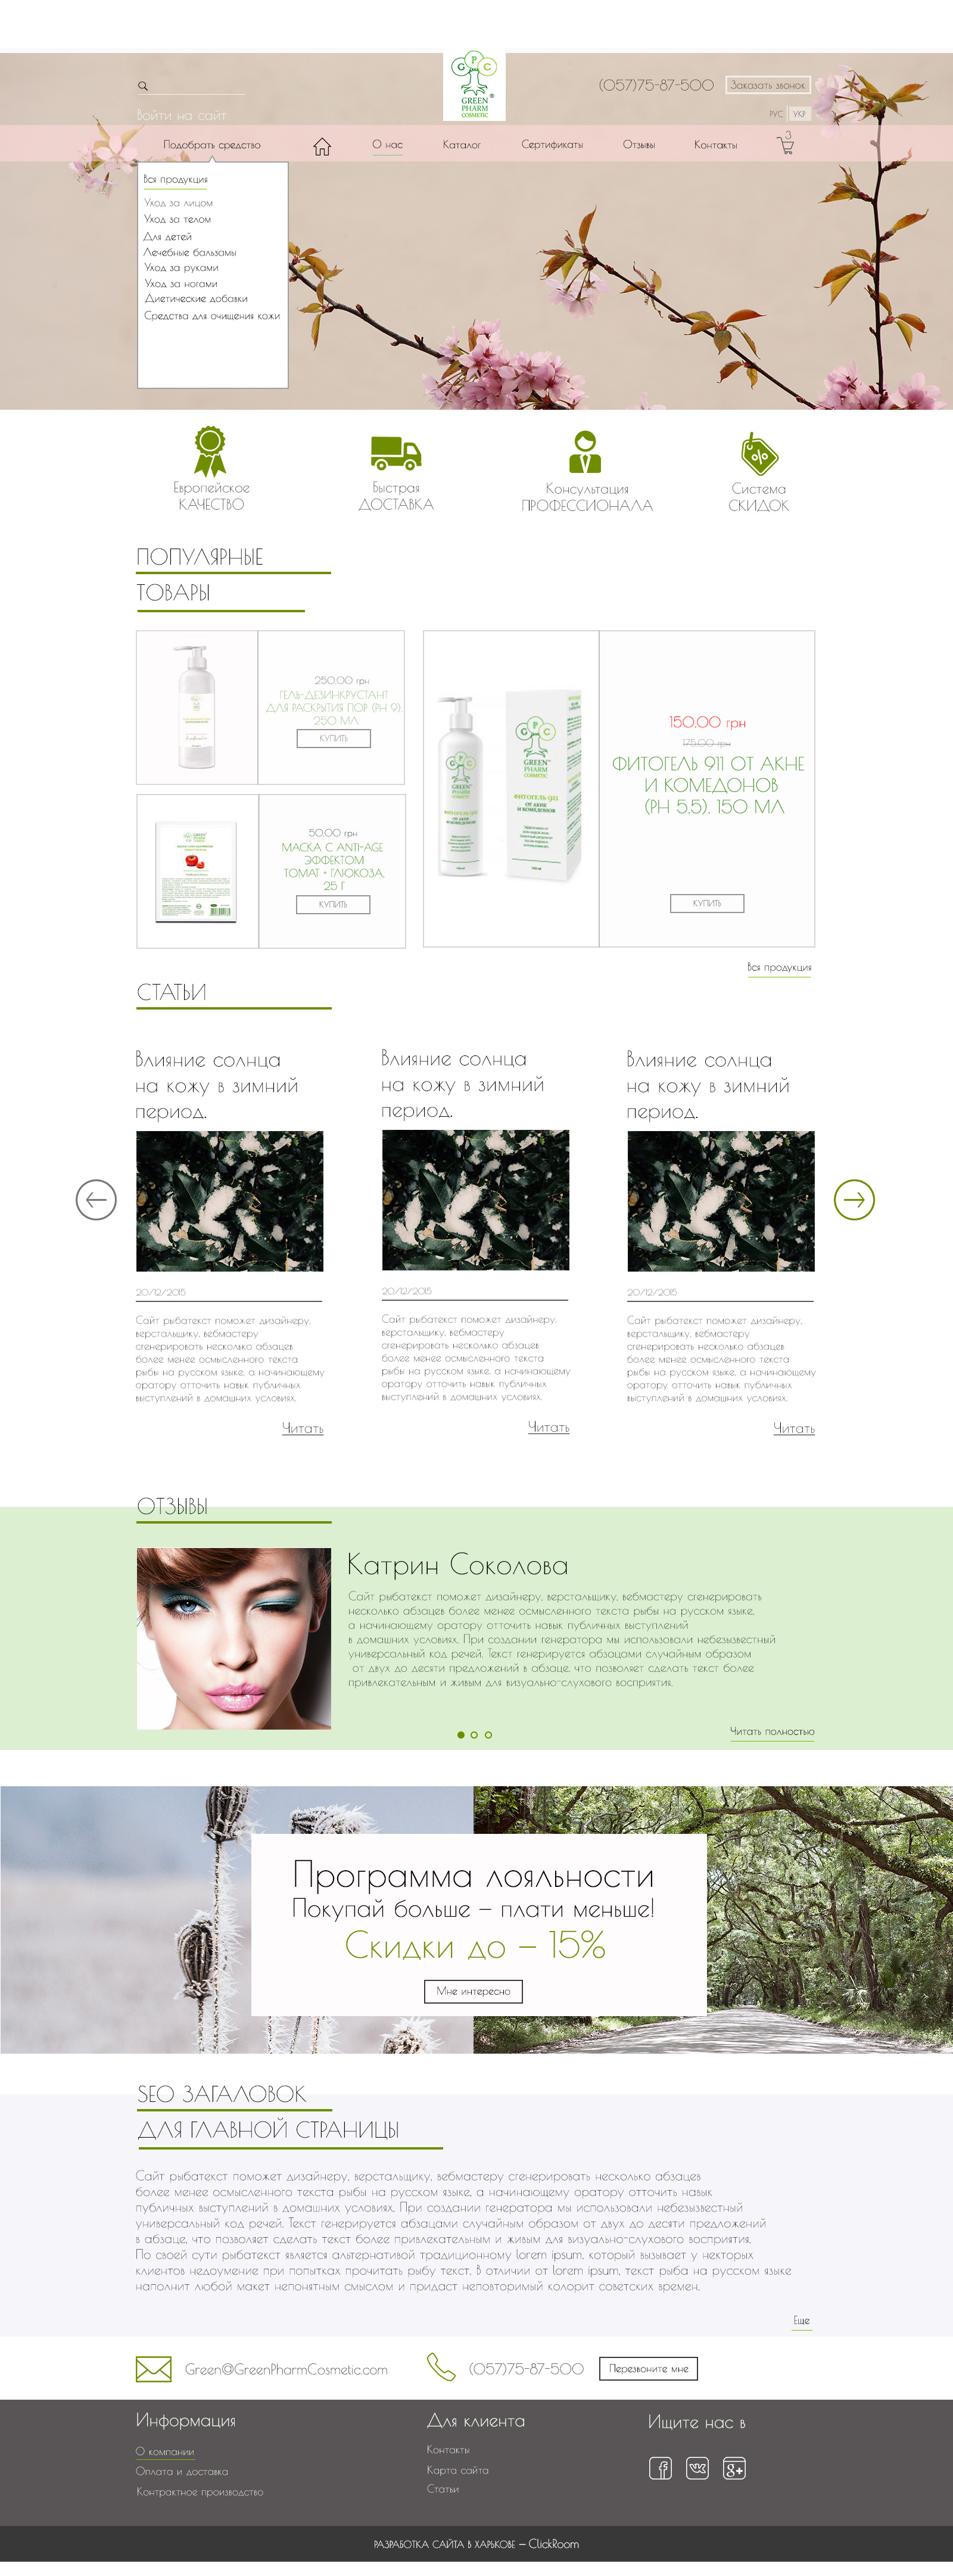 (057)75-87-500
Заказать звонок
G P C
GREEN
PHARM
COSMETIC
®
Войти на сайт
РУС
УКР
Подобрать средство
О нас
Каталог
Сертификаты
Отзывы
Контакты
3
Вся продукция
Уход за лицом
Уход за телом
Для детей
Лечебные бальзамы
Уход за руками
Уход за ногами
Диетические добавки
Средства для очищения кожи
Европейское
КАЧЕСТВО
Быстрая
ДОСТАВКА
Консультация
ПРОФЕССИОНАЛА
Система
СКИДОК
ПОПУЛЯРНЫЕ
ТОВАРЫ
250.00 грн
ГЕЛЬ-ДЕЗИНКРУСТАНТ
ДЛЯ РАСКРЫТИЯ ПОР (PH 9),
250 МЛ
КУПИТЬ
50.00 грн
МАСКА С ANTI-AGE
ЭФФЕКТОМ
ТОМАТ + ГЛЮКОЗА,
25 Г
КУПИТЬ
GPC
GREEN
PHARM
COSMETIC
ФИТОГЕЛЬ 911
ОТ АКНЕ
И КОМЕДОНОВ
GPC
GREEN
PHARM
COSMETIC
ФИТОГЕЛЬ 911
ОТ АКНЕ
И КОМЕДОНОВ
150.00 грн
175.00 грн
ФИТОГЕЛЬ 911 ОТ АКНЕ
И КОМЕДОНОВ
(PH 5,5), 150 МЛ
КУПИТЬ
Вся продукция
СТАТЬИ
Влияние солнца
на кожу в зимний
период.
20/12/2015
Сайт рыбатекст поможет дизайнеру,
верстальщику, вебмастеру
сгенерировать несколько абзацев
более менее осмысленного текста
рыбы на русском языке, а начинающему
оратору отточить навык публичных
выступлений в домашних условиях.
Читать
Влияние солнца
на кожу в зимний
период.
20/12/2015
Сайт рыбатекст поможет дизайнеру,
верстальщику, вебмастеру
сгенерировать несколько абзацев
более менее осмысленного текста
рыбы на русском языке, а начинающему
оратору отточить навык публичных
выступлений в домашних условиях.
Читать
Влияние солнца
на кожу в зимний
период.
20/12/2015
Сайт рыбатекст поможет дизайнеру,
верстальщику, вебмастеру
сгенерировать несколько абзацев
более менее осмысленного текста
рыбы на русском языке, а начинающему
оратору отточить навык публичных
выступлений в домашних условиях.
Читать
ОТЗЫВЫ
Катрин Соколова
Сайт рыбатекст поможет дизайнеру, верстальщику, вебмастеру сгенерировать
несколько абзацев более менее осмысленного текста рыбы на русском языке,
а начинающему оратору отточить навык публичных выступлений
в домашних условиях. При создании генератора мы использовали небезызвестный
универсальный код речей. Текст генерируется абзацами случайным образом
от двух до десяти предложений в абзаце, что позволяет сделать текст более
привлекательным и живым для визуально-слухового восприятия.
Читать полностью
Программа лояльности
Покупай больше – плати меньше!
Скидки до – 15%
Мне интересно
SEO ЗАГАЛОВОК
ДЛЯ ГЛАВНОЙ СТРАНИЦЫ
Сайт рыбатекст поможет дизайнеру, верстальщику, вебмастеру сгенерировать несколько абзацев
более менее осмысленного текста рыбы на русском языке, а начинающему оратору отточить навык
публичных выступлений в домашних условиях. При создании генератора мы использовали небезызвестный
универсальный код речей. Текст генерируется абзацами случайным образом от двух до десяти предложений
в абзаце, что позволяет сделать текст более привлекательным и живым для визуально-слухового восприятия.
По своей сути рыбатекст является альтернативой традиционному lorem ipsum, который вызывает у некторых
клиентов недоумение при попытках прочитать рыбу текст. В отличии от lorem ipsum, текст рыба на русском языке
наполнит любой макет непонятным смыслом и придаст неповторимый колорит советских времен.
Еще
Green@GreenPharmCosmetic.com
(057)75-87-500
Перезвоните мне
Информация
О компании
Оплата и доставка
Контрактное производство
Для клиента
Контакты
Карта сайта
Статьи
Ищите нас в
РАЗРАБОТКА САЙТА В ХАРЬКОВЕ – ClickRoom